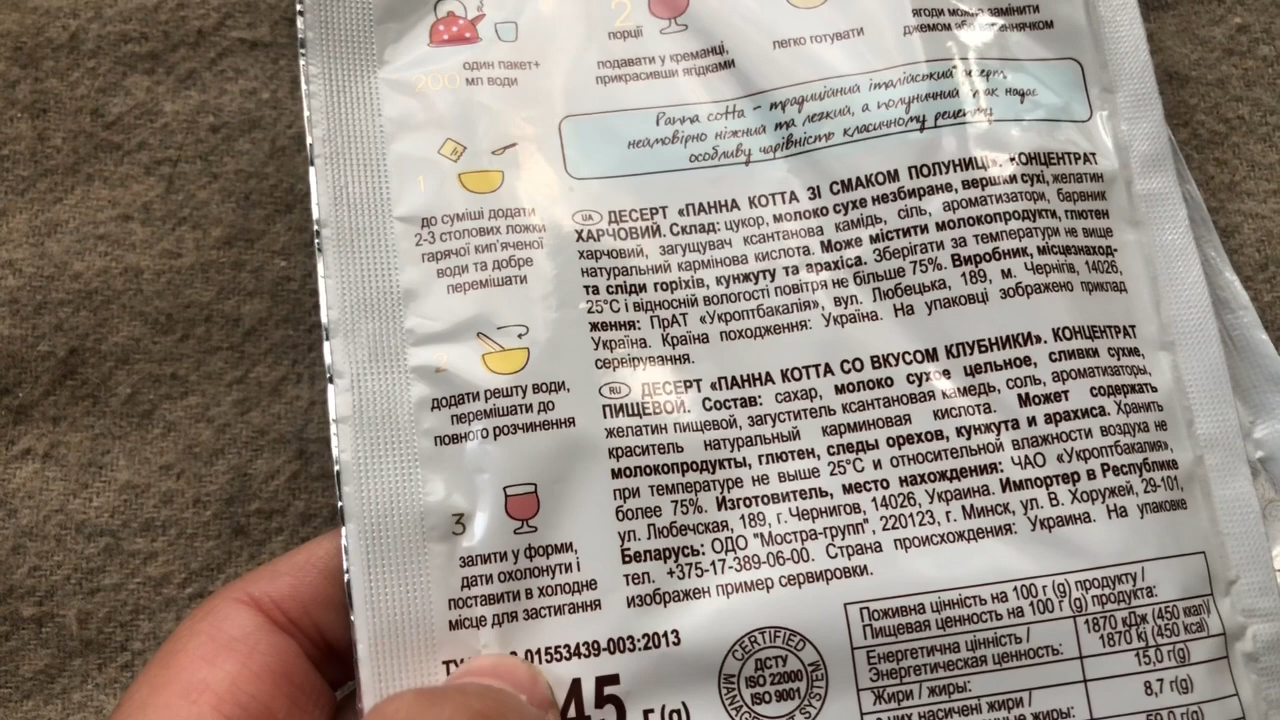 один пакет+
200 мл води
2
порції
подавати у креманці,
прикрасивши ягідками
легко готувати
ягоди можна замінити
джемом або вареннячком
Panna cotta - традиційний італійський десерт,
неймовірно ніжний та легкий, а полуничний смак надає
особливу чарівність класичному рецепту
1
до суміші додати
2-3 столових ложки
гарячої кип'яченої
води та добре
перемішати
2
додати решту води,
перемішати до
повного розчинення
3
залити у форми,
дати охолонути і
поставити в холодне
місце для застигання
UA ДЕСЕРТ «ПАННА КОТТА ЗІ СМАКОМ ПОЛУНИЦІ». КОНЦЕНТРАТ
ХАРЧОВИЙ. Склад: цукор, молоко сухе незбиране, вершки сухі, желатин
харчовий, загущувач ксантанова камідь, сіль, ароматизатори, барвник
натуральний кармінова кислота. Може містити молокопродукти, глютен
та сліди горіхів, кунжуту та арахіса. Зберігати за температури не вище
25°С і відносній вологості повітря не більше 75%. Виробник, місцезнаход-
ження: ПрАТ «Укроптбакалія», вул. Любецька, 189, м. Чернігів, 14026,
Україна. Країна походження: Україна. На упаковці зображено приклад
сервірування.
RU ДЕСЕРТ «ПАННА КОТТА СО ВКУСОМ КЛУБНИКИ». КОНЦЕНТРАТ
ПИЩЕВОЙ. Состав: сахар, молоко сухое цельное, сливки сухие,
желатин пищевой, загуститель ксантановая камедь, соль, ароматизаторы,
краситель натуральный карминовая кислота. Может содержать
молокопродукты, глютен, следы орехов, кунжута и арахиса. Хранить
при температуре не выше 25°С и относительной влажности воздуха не
более 75%. Изготовитель, место нахождения: ЧАО «Укроптбакалия»,
ул. Любечская, 189, г. Чернигов, 14026, Украина. Импортер в Республике
Беларусь: ОДО "Мостра-групп", 220123, г. Минск, ул. В. Хоружей, 29-101,
тел. +375-17-389-06-00. Страна происхождения: Украина. На упаковке
изображен пример сервировки.
01553439-003:2013
45 г(g)
CERTIFIED
ДСТУ
ISO 22000
ISO 9001
SYSTEM
Поживна цінність на 100 г (g) продукту /
Пищевая ценность на 100 г (g) продукта:
Енергетична цінність /
Энергетическая ценность:
1870 кДж (450 ккал)/
1870 kj (450 kcal)
Жири / жиры:
15,0 г(g)
насичені жири /
жиры:
8,7 г(g)